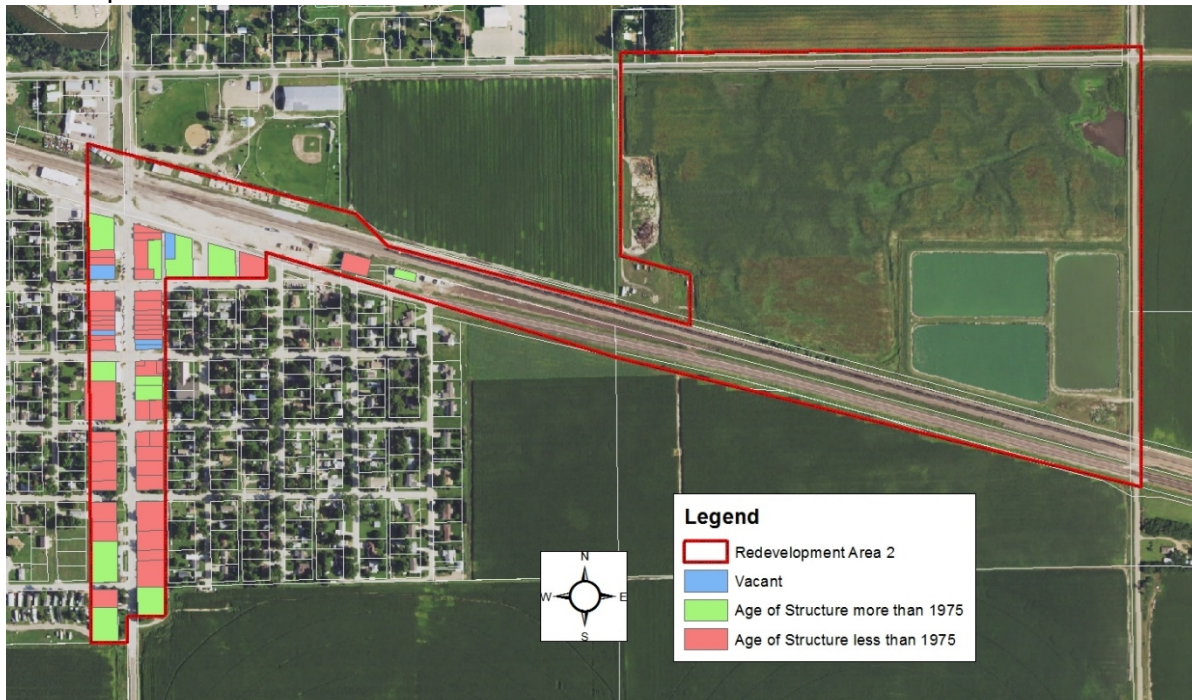 N
W
E
S
Legend
Redevelopment Area 2
Vacant
Age of Structure more than 1975
Age of Structure less than 1975